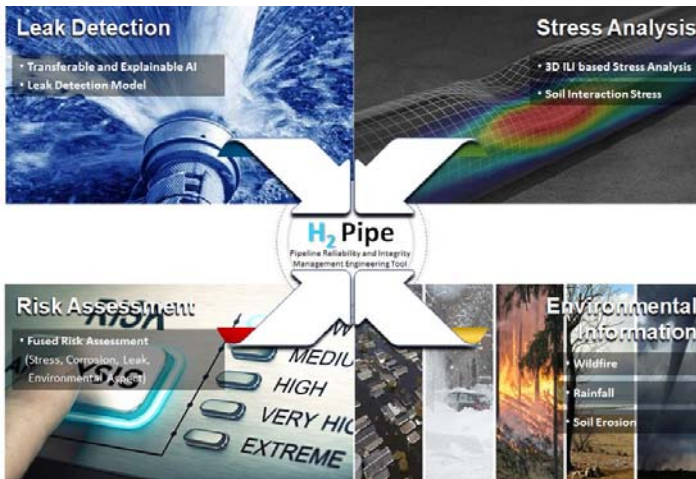 Leak Detection
• Transferable and Explainable AI
• Leak Detection Model
Stress Analysis
• 3D ILI based Stress Analysis
• Soil Interaction Stress
H2 Pipe
Pipeline Reliability and Integrity
Management Engineering Tool
Risk Assessment
• Fused Risk Assessment
(Stress, Corrosion, Leak,
Environmental Aspect)
RISK
YSIS
MEDIU
HIGH
VERY HIG
EXTREME
Environmental
Information
• Wildfire
• Rainfall
• Soil Erosion